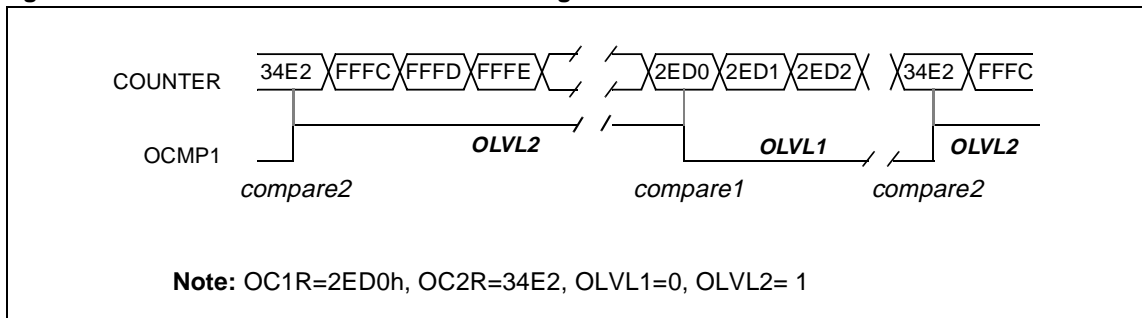 COUNTER 34E2 FFFC FFFD FFFE 2ED0 2ED1 2ED2 34E2 FFFC
OCMP1 OLVL2 OLVL1 OLVL2
compare2 compare1 compare2
Note: OC1R=2ED0h, OC2R=34E2, OLVL1=0, OLVL2= 1